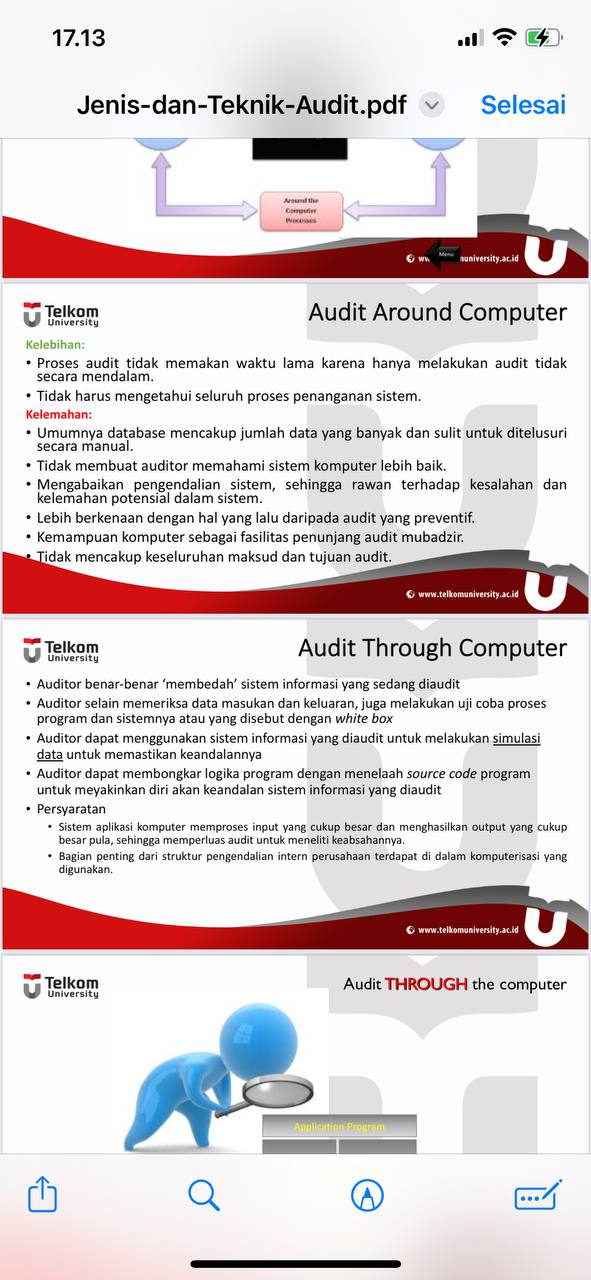 17.13
Jenis-dan-Teknik-Audit.pdf
Selesai
Around the
Computer
Processes
Menu
muniversity.ac.id
Telkom
University
Audit Around Computer
Kelebihan:
• Proses audit tidak memakan waktu lama karena hanya melakukan audit tidak
secara mendalam.
• Tidak harus mengetahui seluruh proses penanganan sistem.
Kelemahan:
• Umumnya database mencakup jumlah data yang banyak dan sulit untuk ditelusuri
secara manual.
• Tidak membuat auditor memahami sistem komputer lebih baik.
• Mengabaikan pengendalian sistem, sehingga rawan terhadap kesalahan dan
kelemahan potensial dalam sistem.
• Lebih berkenaan dengan hal yang lalu daripada audit yang preventif.
• Kemampuan komputer sebagai fasilitas penunjang audit mubadzir.
• Tidak mencakup keseluruhan maksud dan tujuan audit.
www.telkomuniversity.ac.id
Telkom
University
Audit Through Computer
• Auditor benar-benar ‘membedah’ sistem informasi yang sedang diaudit
• Auditor selain memeriksa data masukan dan keluaran, juga melakukan uji coba proses
program dan sistemnya atau yang disebut dengan white box
• Auditor dapat menggunakan sistem informasi yang diaudit untuk melakukan simulasi
data untuk memastikan keandalannya
• Auditor dapat membongkar logika program dengan menelaah source code program
untuk meyakinkan diri akan keandalan sistem informasi yang diaudit
• Persyaratan
• Sistem aplikasi komputer memproses input yang cukup besar dan menghasilkan output yang cukup
besar pula, sehingga memperluas audit untuk meneliti keabsahannya.
• Bagian penting dari struktur pengendalian intern perusahaan terdapat di dalam komputerisasi yang
digunakan.
www.telkomuniversity.ac.id
Telkom
University
Audit THROUGH the computer
Application Program